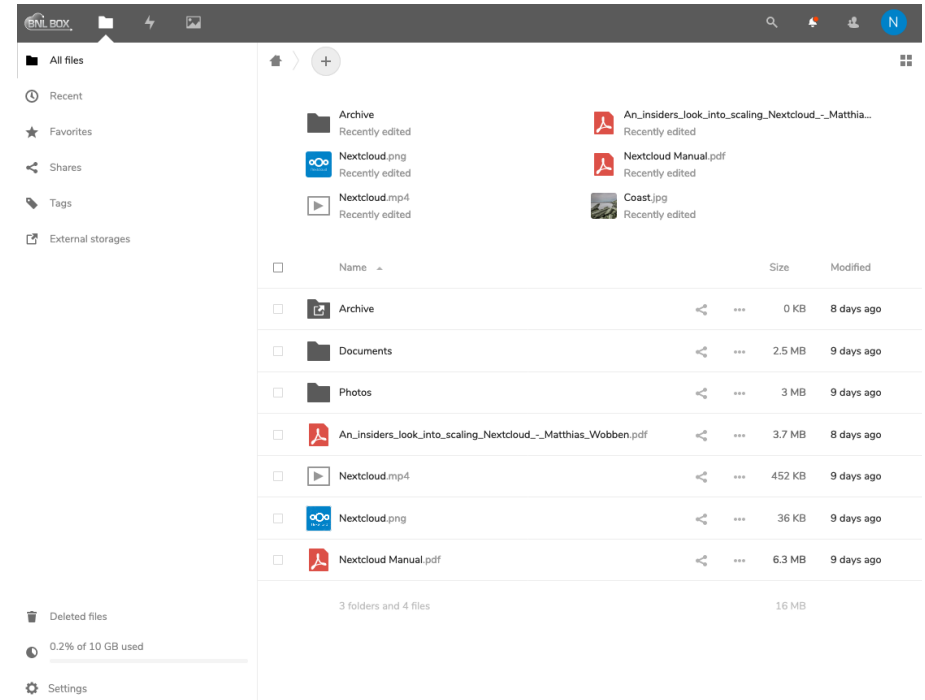 BNL BOX
N
All files
Recent
Favorites
Shares
Tags
External storages
Archive
Recently edited
An_insiders_look_into_scaling_Nextcloud_-_Matthia...
Recently edited
Nextcloud.png
Recently edited
Nextcloud Manual.pdf
Recently edited
Nextcloud.mp4
Recently edited
Coast.jpg
Recently edited
Name Size Modified
Archive 0 KB 8 days ago
Documents 2.5 MB 9 days ago
Photos 3 MB 9 days ago
An_insiders_look_into_scaling_Nextcloud_-_Matthias_Wobben.pdf 3.7 MB 8 days ago
Nextcloud.mp4 452 KB 9 days ago
Nextcloud.png 36 KB 9 days ago
Nextcloud Manual.pdf 6.3 MB 9 days ago
3 folders and 4 files 16 MB
Deleted files
0.2% of 10 GB used
Settings